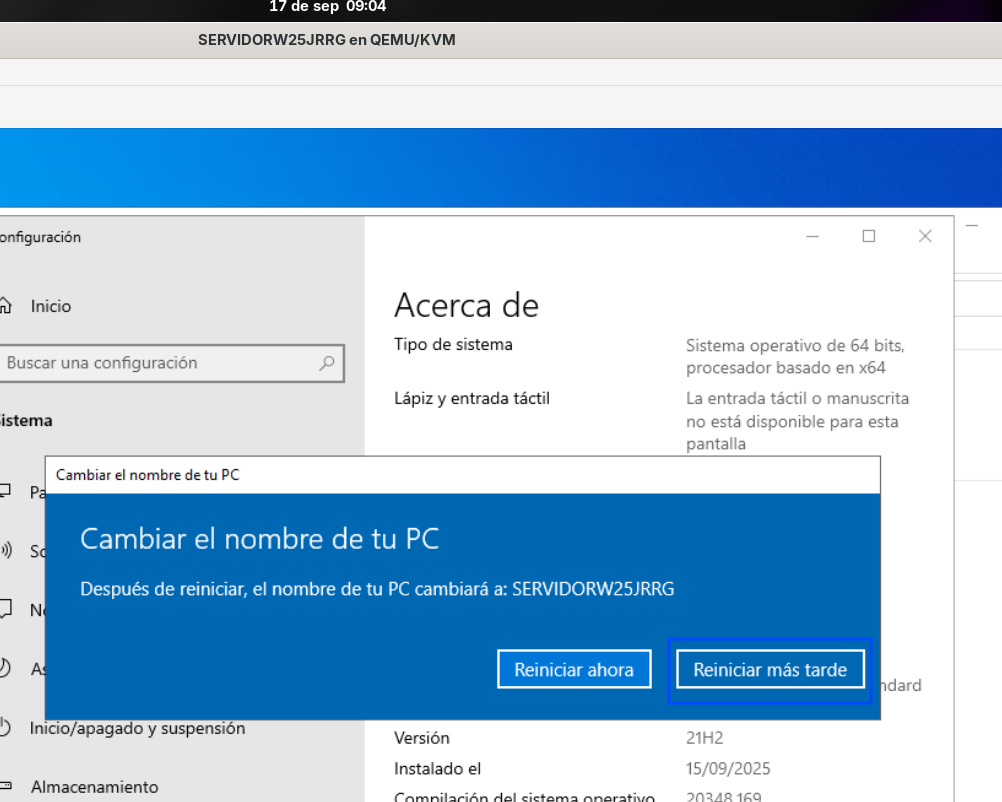 17 de sep 09:04
SERVIDORW25JRRG en QEMU/KVM
onfiguración
Inicio
Buscar una configuración
istema
Acerca de
Tipo de sistema
Sistema operativo de 64 bits,
procesador basado en x64
Lápiz y entrada táctil
La entrada táctil o manuscrita
no está disponible para esta
pantalla
Cambiar el nombre de tu PC
Cambiar el nombre de tu PC
Después de reiniciar, el nombre de tu PC cambiará a: SERVIDORW25JRRG
Reiniciar ahora
Reiniciar más tarde
Pa
So
No
As
ndard
Inicio/apagado y suspensión
Almacenamiento
Versión
21H2
Instalado el
15/09/2025
Compilación del sistema operativo
20348.169